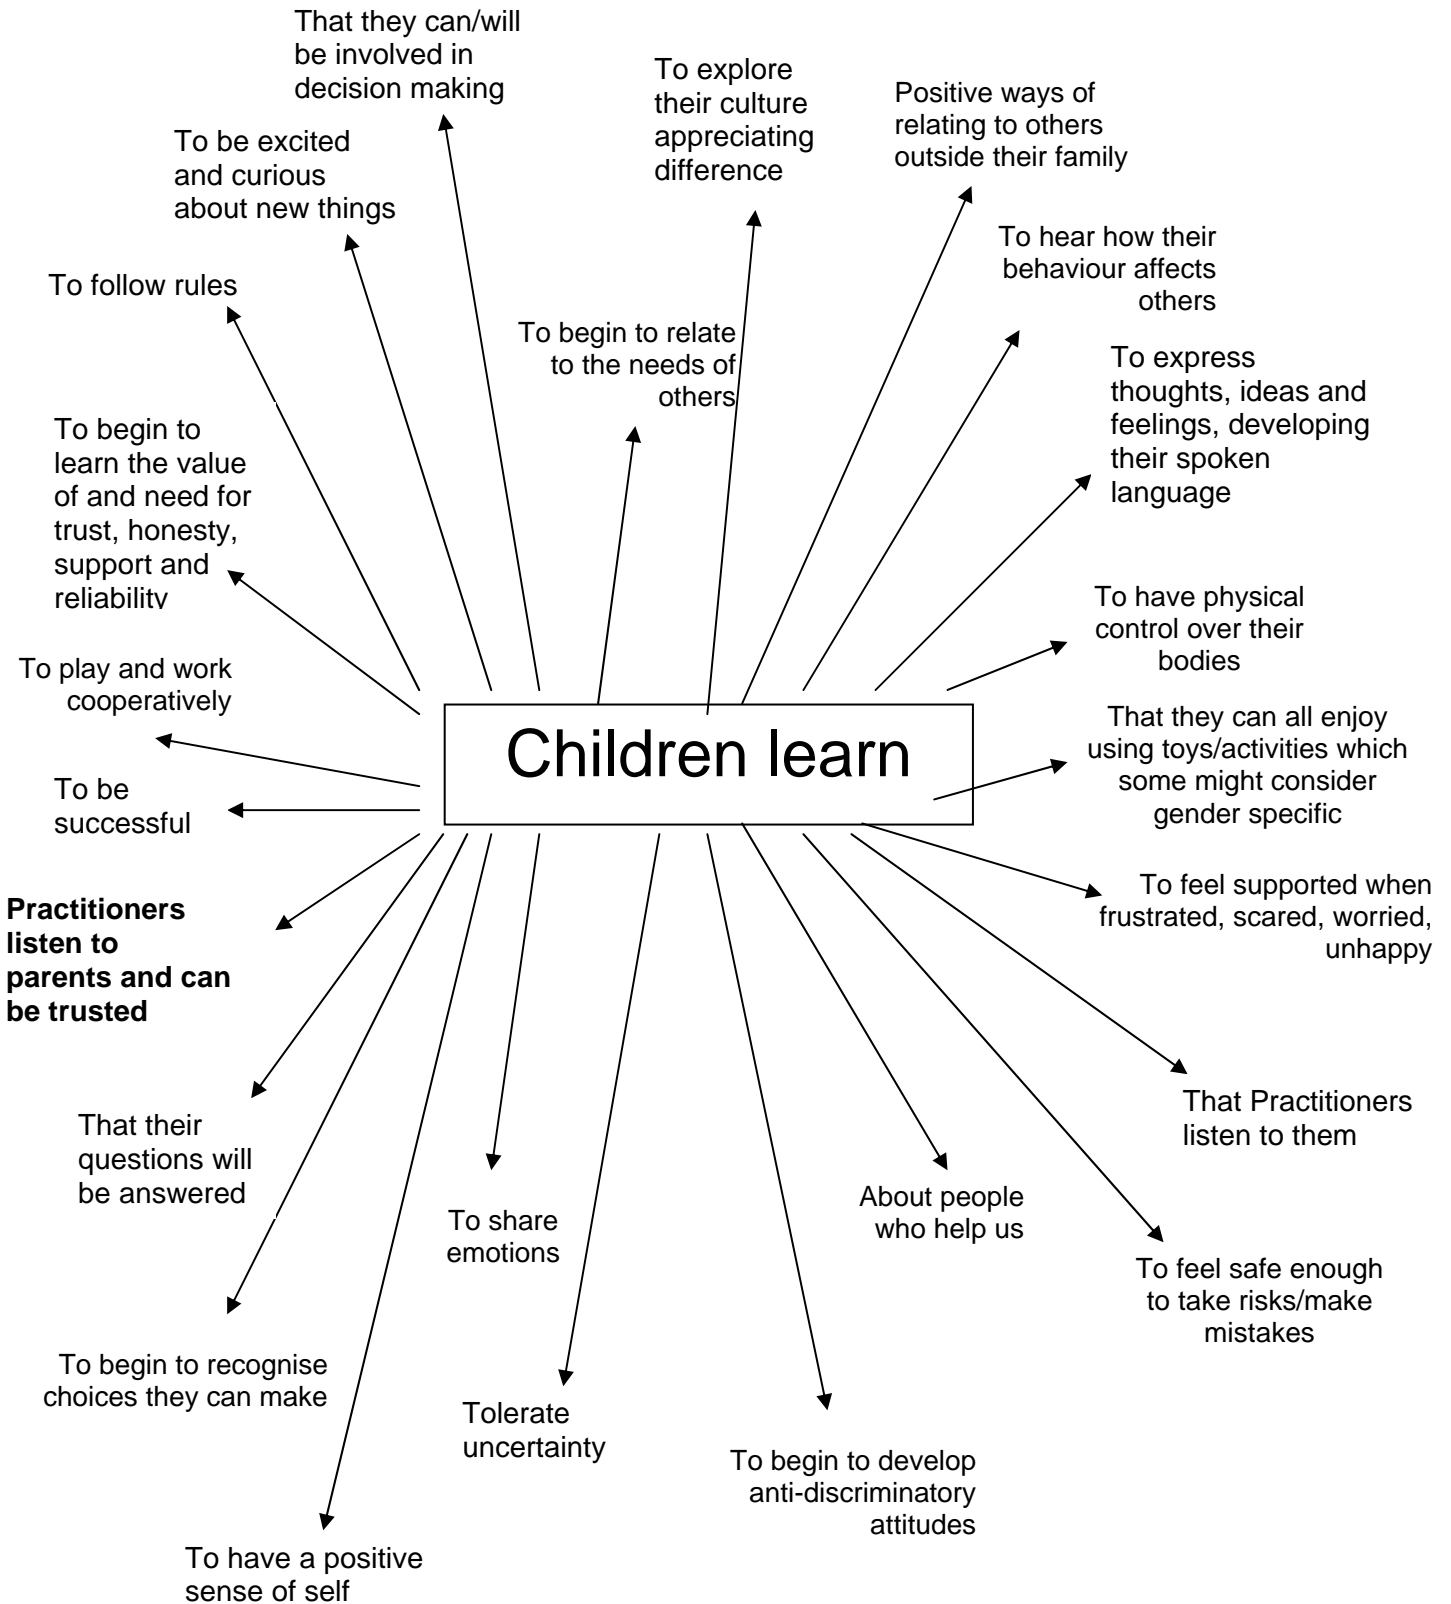 That they can/will
be involved in
decision making
To explore
their culture
appreciating
difference
Positive ways of
relating to others
outside their family
To be excited
and curious
about new things
To hear how their
behaviour affects
others
To follow rules
To begin to relate
to the needs of
others
To express
thoughts, ideas and
feelings, developing
their spoken
language
To begin to
learn the value
of and need for
trust, honesty,
support and
reliability
To have physical
control over their
bodies
To play and work
cooperatively
Children learn
That they can all enjoy
using toys/activities which
some might consider
gender specific
To be
successful
To feel supported when
frustrated, scared, worried,
unhappy
Practitioners
listen to
parents and can
be trusted
That Practitioners
listen to them
That their
questions will
be answered
About people
who help us
To share
emotions
To feel safe enough
to take risks/make
mistakes
To begin to recognise
choices they can make
Tolerate
uncertainty
To begin to develop
anti-discriminatory
attitudes
To have a positive
sense of self